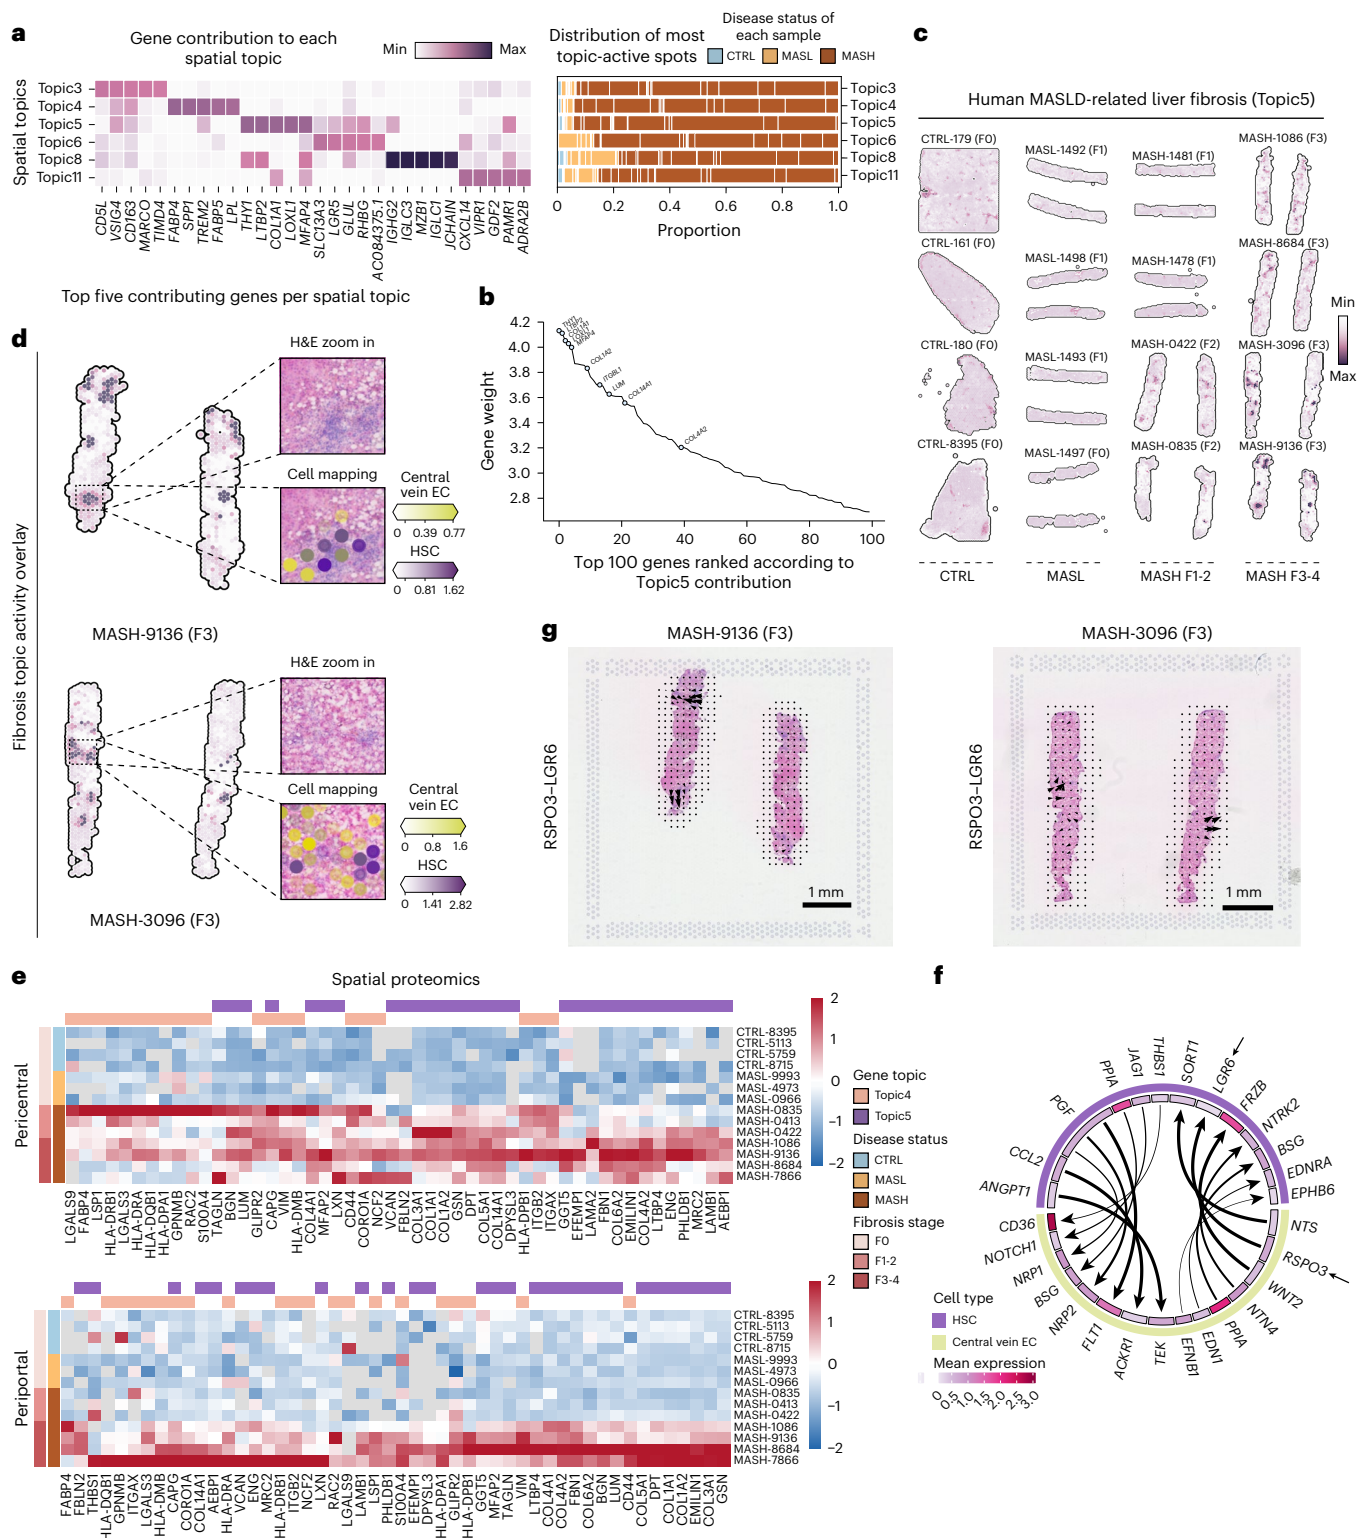 a
Gene contribution to each
spatial topic
Min
Max
Spatial topics
Topic3
Topic4
Topic5
Topic6
Topic8
Topic11
CD5L
VSIG4
CD163
MARCO
TIMD4
FABP4
SPP1
TREM2
FABP5
LPL
THY1
LTBP2
COL1A1
LOXL1
MFAP4
SLC13A3
LGR5
GLUL
RHBG
AC084375.1
IGHG2
IGLC3
MZB1
IGLC1
JCHAIN
CXCL14
VIPR1
GDF2
PAMR1
ADRA2B
Top five contributing genes per spatial topic
Distribution of most
topic-active spots
Disease status of
each sample
CTRL
MASL
MASH
Topic3
Topic4
Topic5
Topic6
Topic8
Topic11
0 0.2 0.4 0.6 0.8 1.0
Proportion
b
Gene weight
4.2
4.0
3.8
3.6
3.4
3.2
3.0
2.8
THY1
LTBP2
COL1A1
LOXL1
MFAP4
COL1A2
ITGBL1
LUM
COL14A1
COL4A2
0 20 40 60 80 100
Top 100 genes ranked according to
Topic5 contribution
c
Human MASLD-related liver fibrosis (Topic5)
CTRL-179 (F0)
MASL-1492 (F1)
MASH-1481 (F1)
MASH-1086 (F3)
CTRL-161 (F0)
MASL-1498 (F1)
MASH-1478 (F1)
MASH-8684 (F3)
CTRL-180 (F0)
MASL-1493 (F1)
MASH-0422 (F2)
MASH-3096 (F3)
CTRL-8395 (F0)
MASL-1497 (F0)
MASH-0835 (F2)
MASH-9136 (F3)
Min
Max
CTRL
MASL
MASH F1-2
MASH F3-4
d
Fibrosis topic activity overlay
H&E zoom in
Cell mapping
Central
vein EC
0 0.39 0.77
HSC
0 0.81 1.62
MASH-9136 (F3)
H&E zoom in
Cell mapping
Central
vein EC
0 0.8 1.6
HSC
0 1.41 2.82
MASH-3096 (F3)
g
MASH-9136 (F3)
MASH-3096 (F3)
RSPO3–LGR6
1 mm
RSPO3–LGR6
1 mm
e
Spatial proteomics
Pericentral
CTRL-8395
CTRL-5113
CTRL-5759
CTRL-8715
MASL-9993
MASL-4973
MASL-0966
MASH-0835
MASH-0413
MASH-0422
MASH-1086
MASH-9136
MASH-8684
MASH-7866
LGALS9
FABP4
LSP1
HLA-DRB1
LGALS3
HLA-DRA
HLA-DQB1
HLA-DPA1
GPNMB
RAC2
S100A4
TAGLN
BGN
LUM
GLIPR2
CAPG
VIM
HLA-DMB
COL4A1
MFAP2
LXN
CD44
CORO1A
NCF2
VCAN
FBLN2
COL3A1
COL1A1
COL1A2
GSN
DPT
COL5A1
COL14A1
DPYSL3
HLA-DPB1
ITGB2
ITGAX
GGT5
EFEMP1
LAMA2
FBN1
COL6A2
EMILIN1
COL4A2
LTBP4
ENG
PHLDB1
MRC2
LAMB1
AEBP1
2
1
0
−1
−2
Gene topic
Topic4
Topic5
Disease status
CTRL
MASL
MASH
Fibrosis stage
F0
F1-2
F3-4
Periportal
CTRL-8395
CTRL-5113
CTRL-5759
CTRL-8715
MASL-9993
MASL-4973
MASL-0966
MASH-0835
MASH-0413
MASH-0422
MASH-1086
MASH-9136
MASH-8684
MASH-7866
FABP4
FBLN2
THBS1
HLA-DQB1
GPNMB
ITGAX
LGALS3
HLA-DMB
CAPG
CORO1A
COL14A1
AEBP1
HLA-DRA
VCAN
ENG
MRC2
HLA-DRB1
ITGB2
NCF2
LXN
RAC2
LGALS9
LAMB1
LSP1
PHLDB1
S100A4
EFEMP1
DPYSL3
HLA-DPA1
GLIPR2
HLA-DPB1
GGT5
MFAP2
TAGLN
VIM
LTBP4
COL4A1
COL4A2
FBN1
COL6A2
BGN
LUM
CD44
COL5A1
DPT
COL1A1
COL1A2
EMILIN1
COL3A1
GSN
2
1
0
−1
−2
f
ANGPT1
CCL2
PGF
PPIA
JAG1
THBS1
SORT1
LGR6
FRZB
NTRK2
BSG
EDNRA
EPHB6
NTS
RSPO3
WNT2
NTN4
PPIA
EDN1
EFNB1
TEK
ACKR1
FLT1
NRP2
BSG
NRP1
NOTCH1
CD36
Cell type
HSC
Central vein EC
Mean expression
0 0.5 1.0 1.5 2.0 2.5 3.0